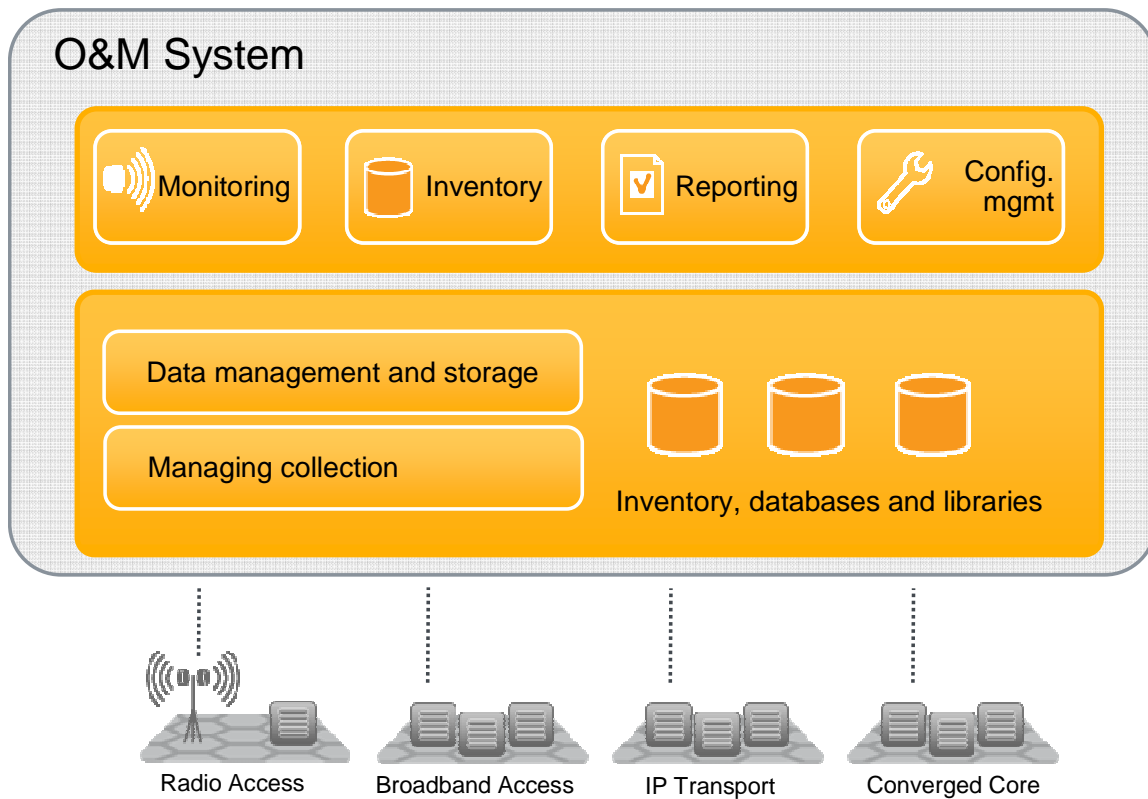 O&M System
Monitoring
Inventory
Reporting
Config.
mgmt
Data management and storage
Managing collection
Inventory, databases and libraries
Radio Access
Broadband Access
IP Transport
Converged Core